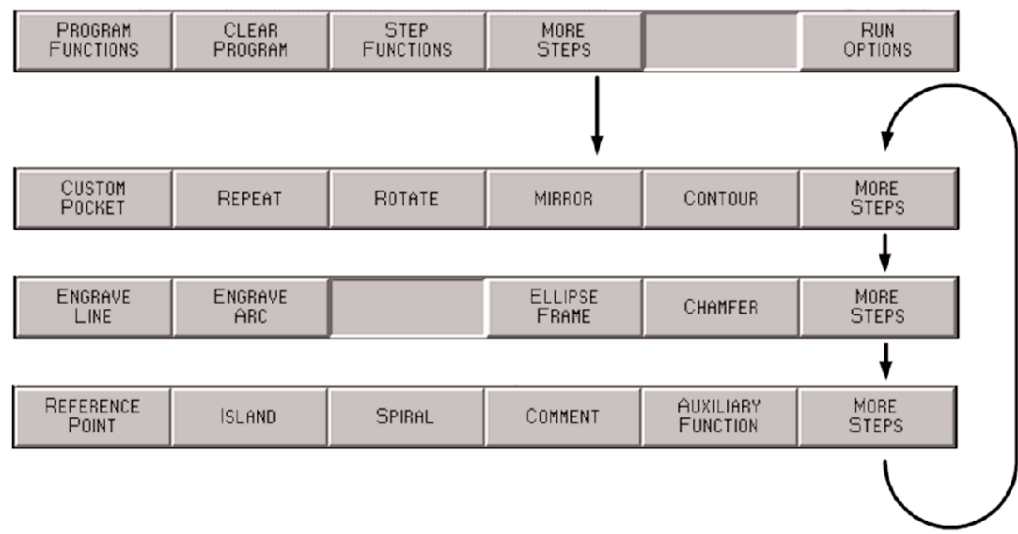 PROGRAM FUNCTIONS
CLEAR PROGRAM
STEP FUNCTIONS
MORE STEPS
RUN OPTIONS
CUSTOM POCKET
REPEAT
ROTATE
MIRROR
CONTOUR
MORE STEPS
ENGRAVE LINE
ENGRAVE ARC
ELLIPSE FRAME
CHAMFER
MORE STEPS
REFERENCE POINT
ISLAND
SPIRAL
COMMENT
AUXILIARY FUNCTION
MORE STEPS